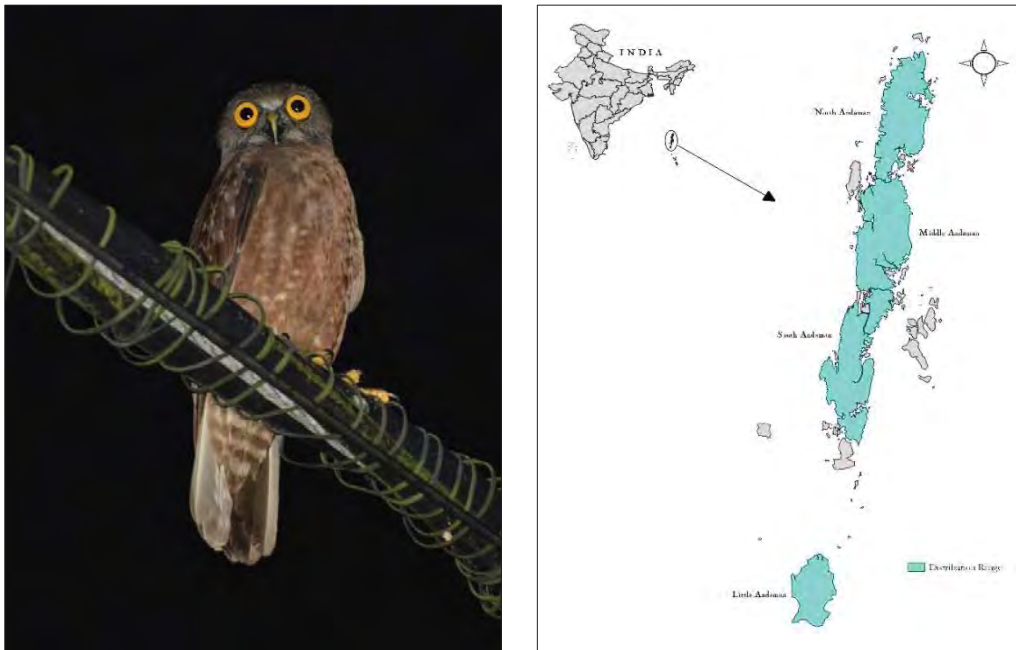 INDIA
North Andaman
Middle Andaman
South Andaman
Distribution Range
Little Andaman